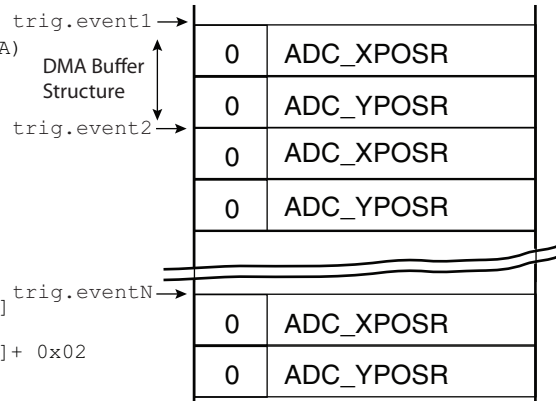 trig.event1
A)
0 ADC_XPOSR
DMA Buffer
Structure
0 ADC_YPOSR
trig.event2
0 ADC_XPOSR
0 ADC_YPOSR
trig.eventN
]
0 ADC_XPOSR
]+ 0x02
0 ADC_YPOSR